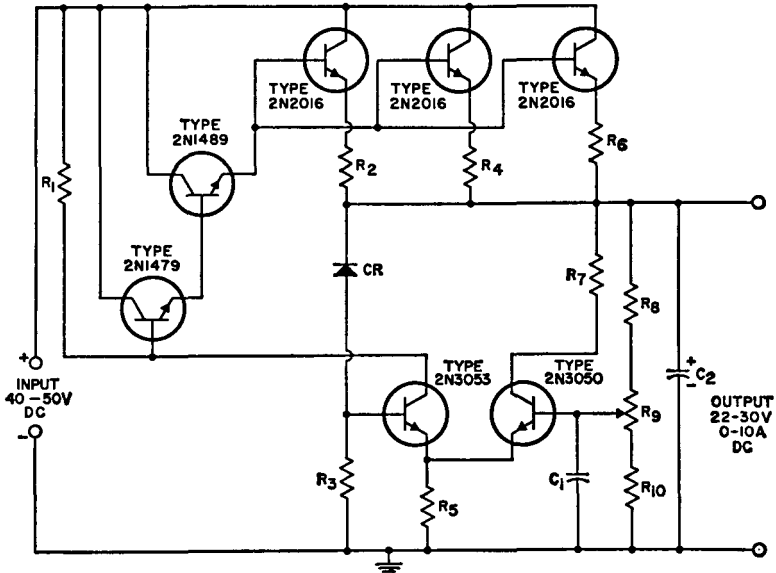 TYPE
2N2016
TYPE
2N2016
TYPE
2N2016
TYPE
2N1489
R1
R2
R4
R6
TYPE
2N1479
CR
R7
R8
+
INPUT
40-50V
DC
-
TYPE
2N3053
TYPE
2N3050
R9
+
-
C2
OUTPUT
22-30V
0-10A
DC
R3
R5
C1
R10